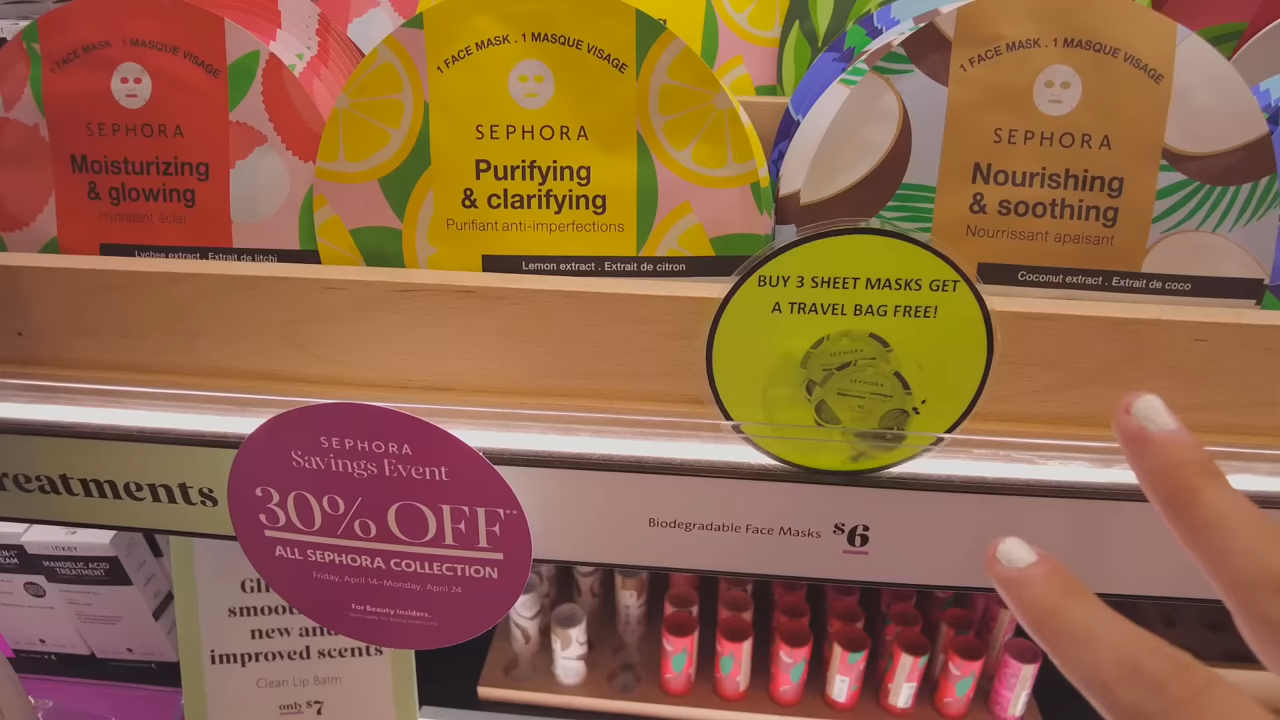 1 FACE MASK . 1 MASQUE VISAGE
SEPHORA
Moisturizing
& glowing
Hydratant éclat
Lychee extract . Extrait de litchi
1 FACE MASK . 1 MASQUE VISAGE
SEPHORA
Purifying
& clarifying
Purifiant anti-imperfections
Lemon extract . Extrait de citron
1 FACE MASK . 1 MASQUE VISAGE
SEPHORA
Nourishing
& soothing
Nourrissant apaisant
Coconut extract . Extrait de coco
BUY 3 SHEET MASKS GET
A TRAVEL BAG FREE!
SEPHORA
SEPHORA
reatments
SEPHORA
Savings Event
30% OFF**
ALL SEPHORA COLLECTION
Friday, April 14–Monday, April 24
For Beauty Insiders.
Biodegradable Face Masks $6
INKEY
MANDELIC ACID
TREATMENT
smoo
new and
improved scents
Clean Lip Balm
only $7